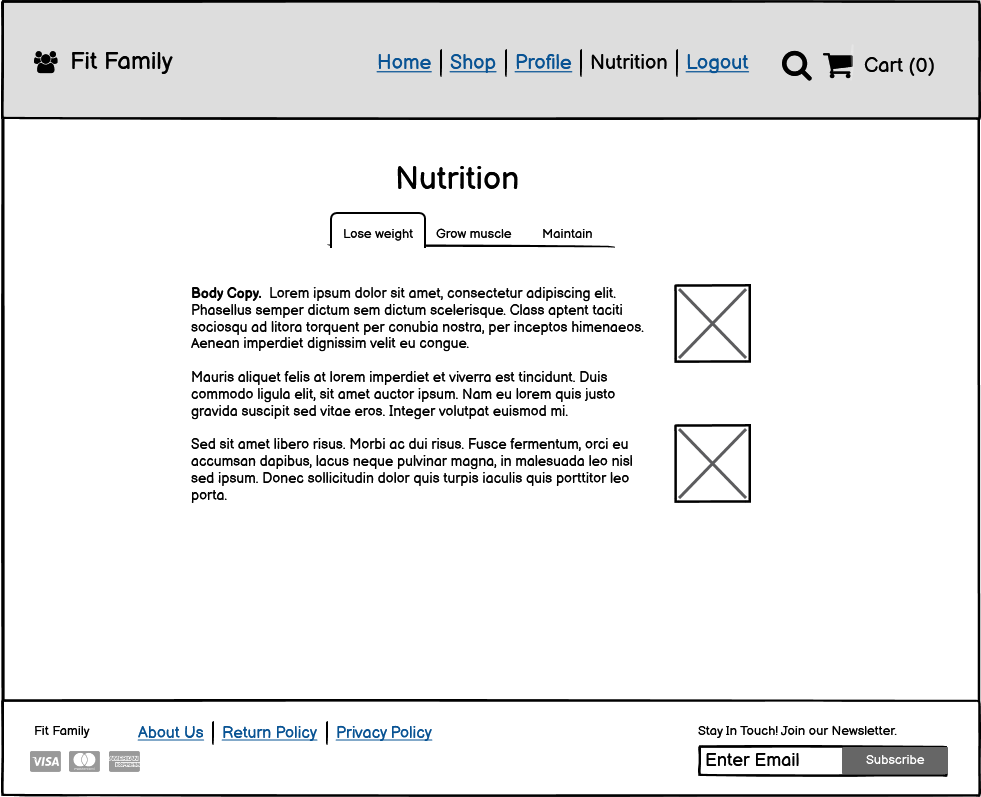 Fit Family
Home | Shop | Profile | Nutrition | Logout
Cart (0)
Nutrition
Lose weight Grow muscle Maintain
Body Copy. Lorem ipsum dolor sit amet, consectetur adipiscing elit.
Phasellus semper dictum sem dictum scelerisque. Class aptent taciti
sociosqu ad litora torquent per conubia nostra, per inceptos himenaeos.
Aenean imperdiet dignissim velit eu congue.
Mauris aliquet felis at lorem imperdiet et viverra est tincidunt. Duis
commodo ligula elit, sit amet auctor ipsum. Nam eu lorem quis justo
gravida suscipit sed vitae eros. Integer volutpat euismod mi.
Sed sit amet libero risus. Morbi ac dui risus. Fusce fermentum, orci eu
accumsan dapibus, lacus neque pulvinar magna, in malesuada leo nisl
sed ipsum. Donec sollicitudin dolor quis turpis iaculis quis porttitor leo
porta.
Fit Family
About Us | Return Policy | Privacy Policy
VISA
AMERICAN
EXPRESS
Stay In Touch! Join our Newsletter.
Enter Email
Subscribe